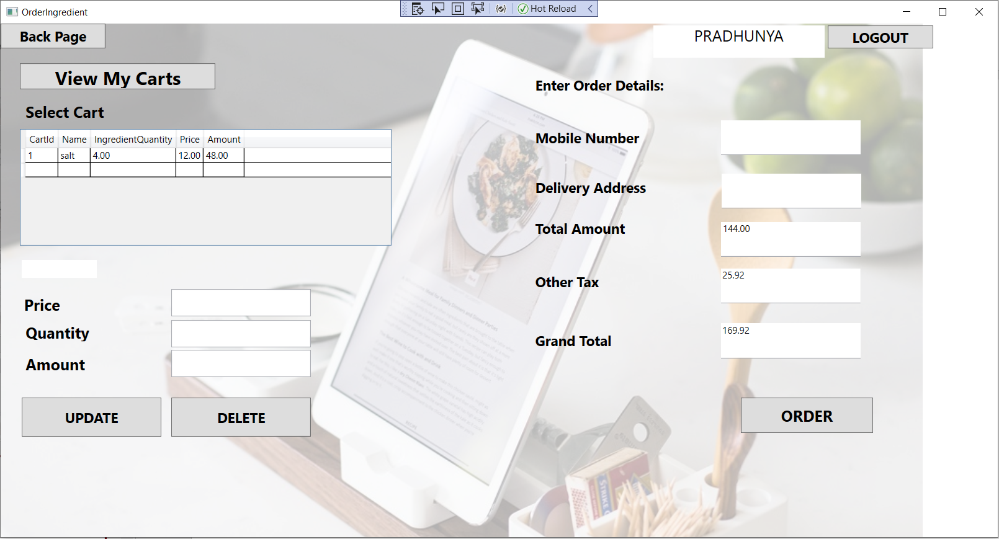 OrderIngredient
Hot Reload
Back Page
PRADHUNYA
LOGOUT
View My Carts
Enter Order Details:
Select Cart
CartId Name IngredientQuantity Price Amount
1 salt 4.00 12.00 48.00
Mobile Number
Delivery Address
Total Amount 144.00
Other Tax 25.92
Grand Total 169.92
Price
Quantity
Amount
UPDATE
DELETE
ORDER